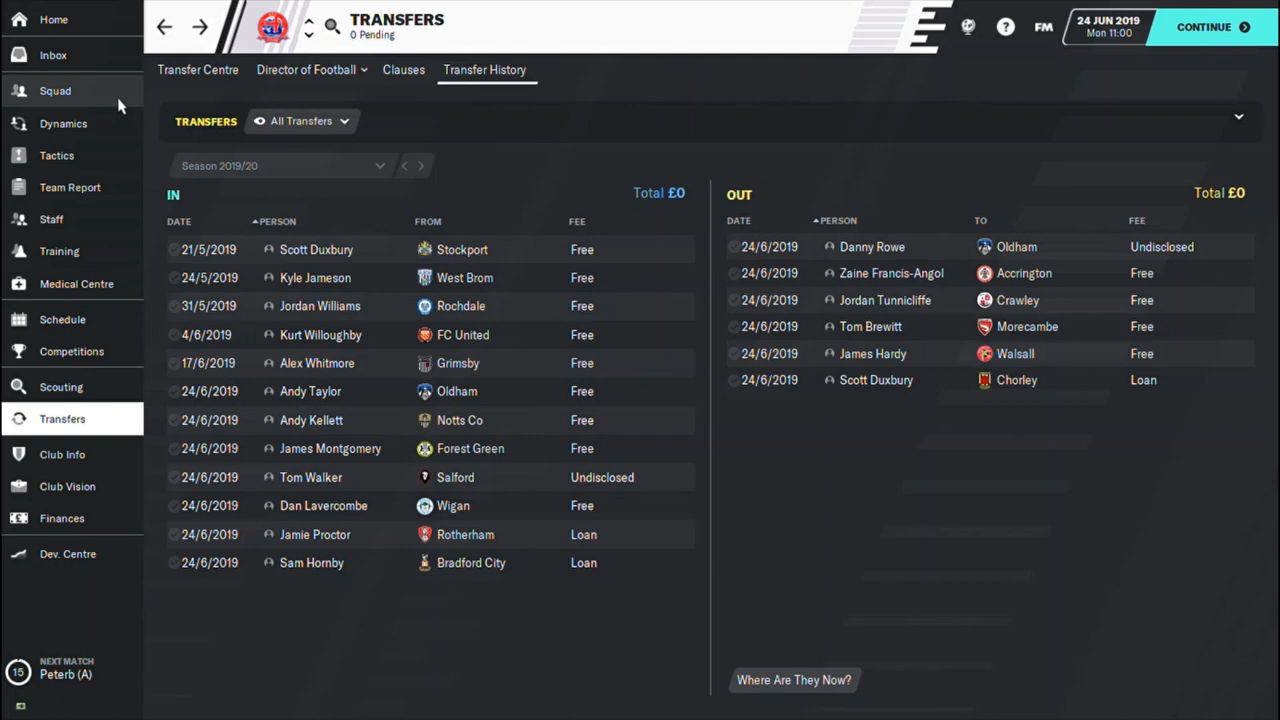 Home
Inbox
Squad
Dynamics
Tactics
Team Report
Staff
Training
Medical Centre
Schedule
Competitions
Scouting
Transfers
Club Info
Club Vision
Finances
Dev. Centre
15
NEXT MATCH
Peterb (A)
TRANSFERS
0 Pending
? FM
24 JUN 2019
Mon 11:00
CONTINUE
Transfer Centre Director of Football Clauses Transfer History
TRANSFERS All Transfers
Season 2019/20
IN Total £0
DATE PERSON FROM FEE
21/5/2019 Scott Duxbury Stockport Free
24/5/2019 Kyle Jameson West Brom Free
31/5/2019 Jordan Williams Rochdale Free
4/6/2019 Kurt Willoughby FC United Free
17/6/2019 Alex Whitmore Grimsby Free
24/6/2019 Andy Taylor Oldham Free
24/6/2019 Andy Kellett Notts Co Free
24/6/2019 James Montgomery Forest Green Free
24/6/2019 Tom Walker Salford Undisclosed
24/6/2019 Dan Lavercombe Wigan Free
24/6/2019 Jamie Proctor Rotherham Loan
24/6/2019 Sam Hornby Bradford City Loan
OUT Total £0
DATE PERSON TO FEE
24/6/2019 Danny Rowe Oldham Undisclosed
24/6/2019 Zaine Francis-Angol Accrington Free
24/6/2019 Jordan Tunnicliffe Crawley Free
24/6/2019 Tom Brewitt Morecambe Free
24/6/2019 James Hardy Walsall Free
24/6/2019 Scott Duxbury Chorley Loan
Where Are They Now?